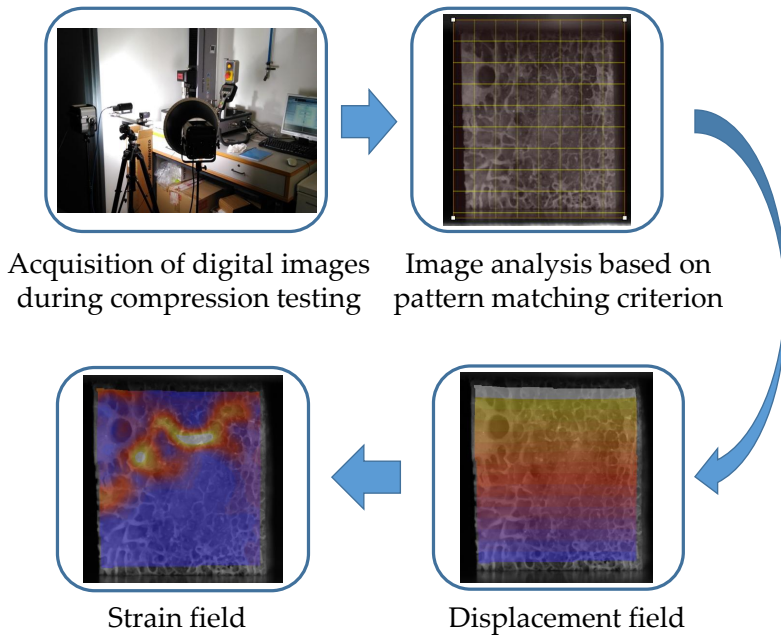 Acquisition of digital images
during compression testing
Image analysis based on
pattern matching criterion
Strain field
Displacement field